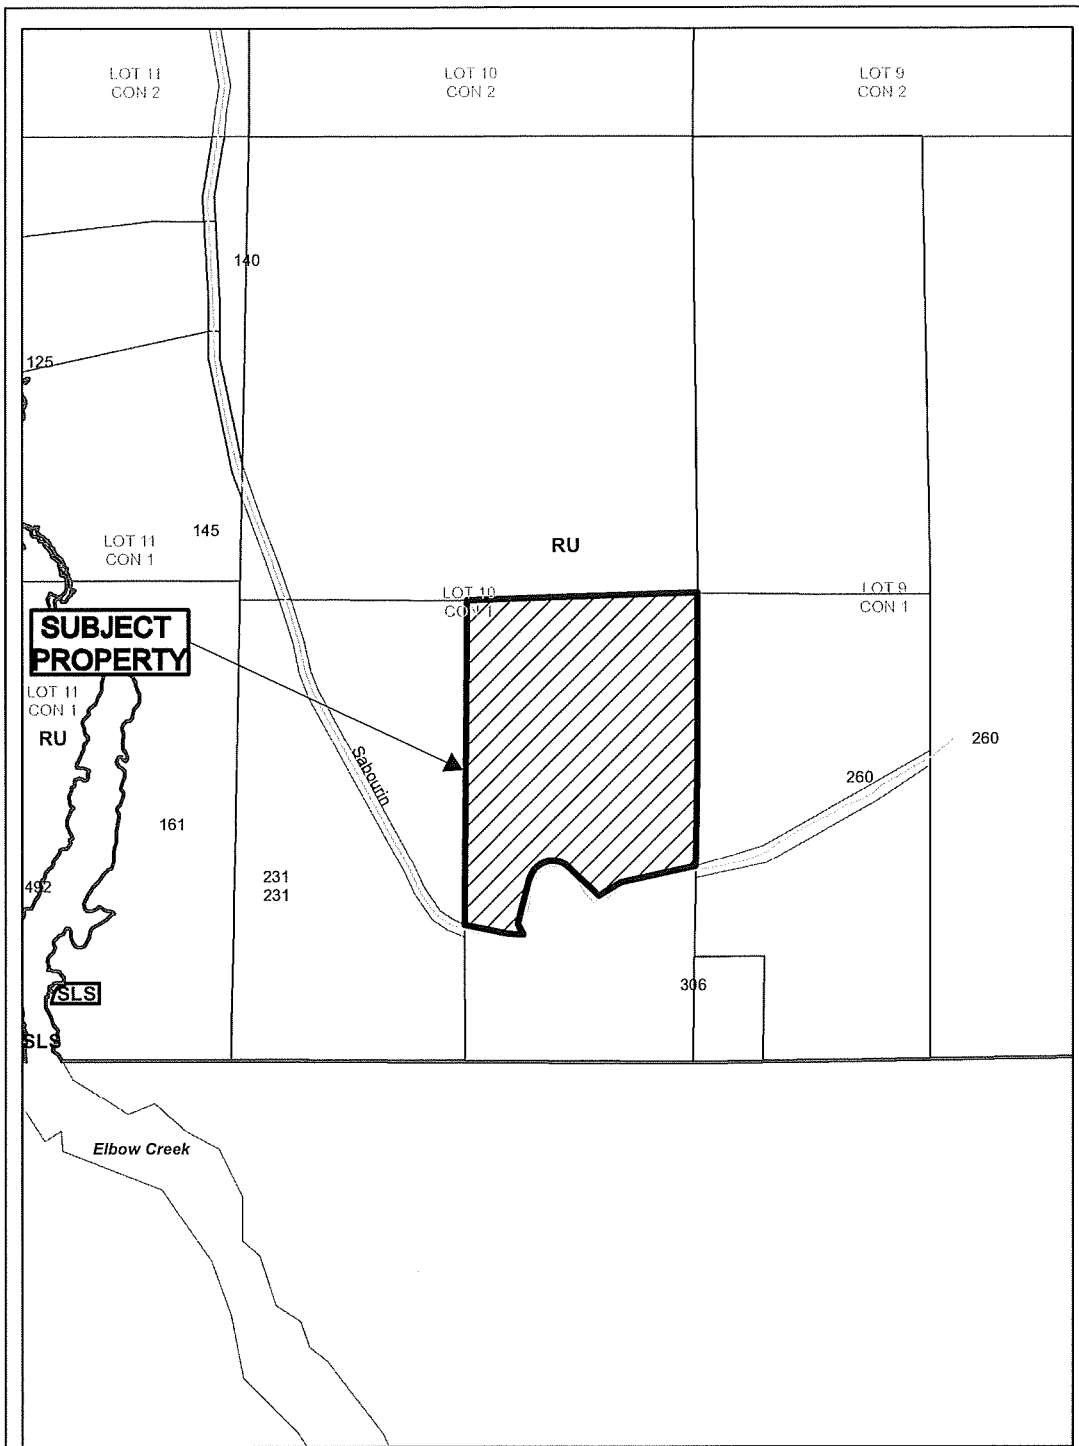 LOT 11
CON 2
LOT 10
CON 2
LOT 9
CON 2
140
125
145
LOT 11
CON 1
RU
LOT 10
CON 1
LOT 9
CON 1
SUBJECT
PROPERTY
LOT 11
CON 1
RU
Sabourin
260
260
161
231
231
492
306
SLS
SLS
Elbow Creek